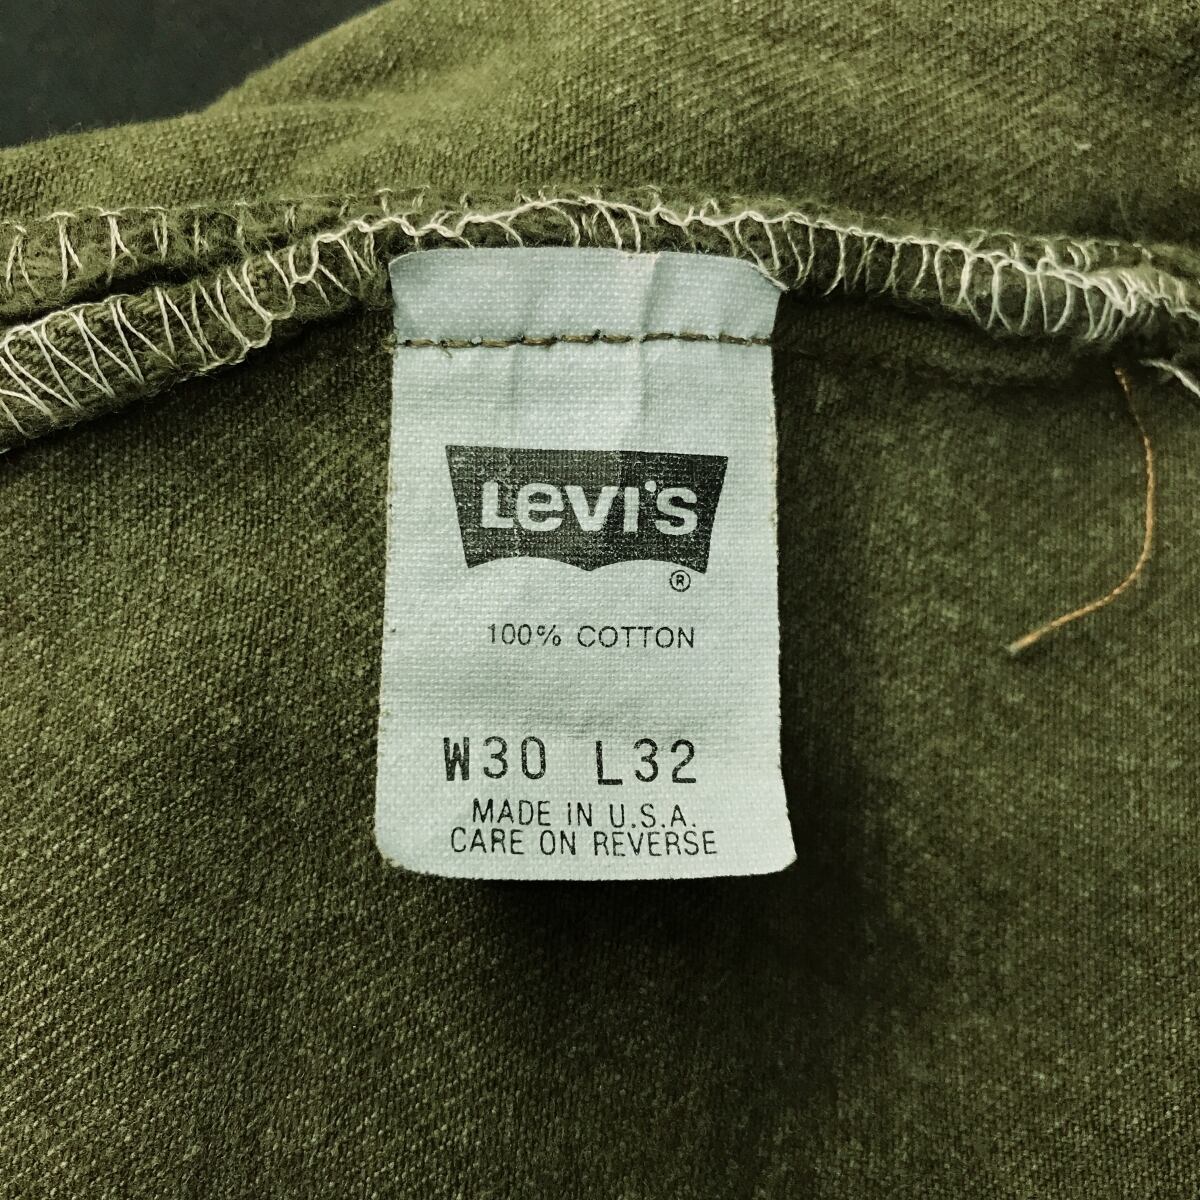 Levi's
®
100% COTTON
W30 L32
MADE IN U.S.A.
CARE ON REVERSE